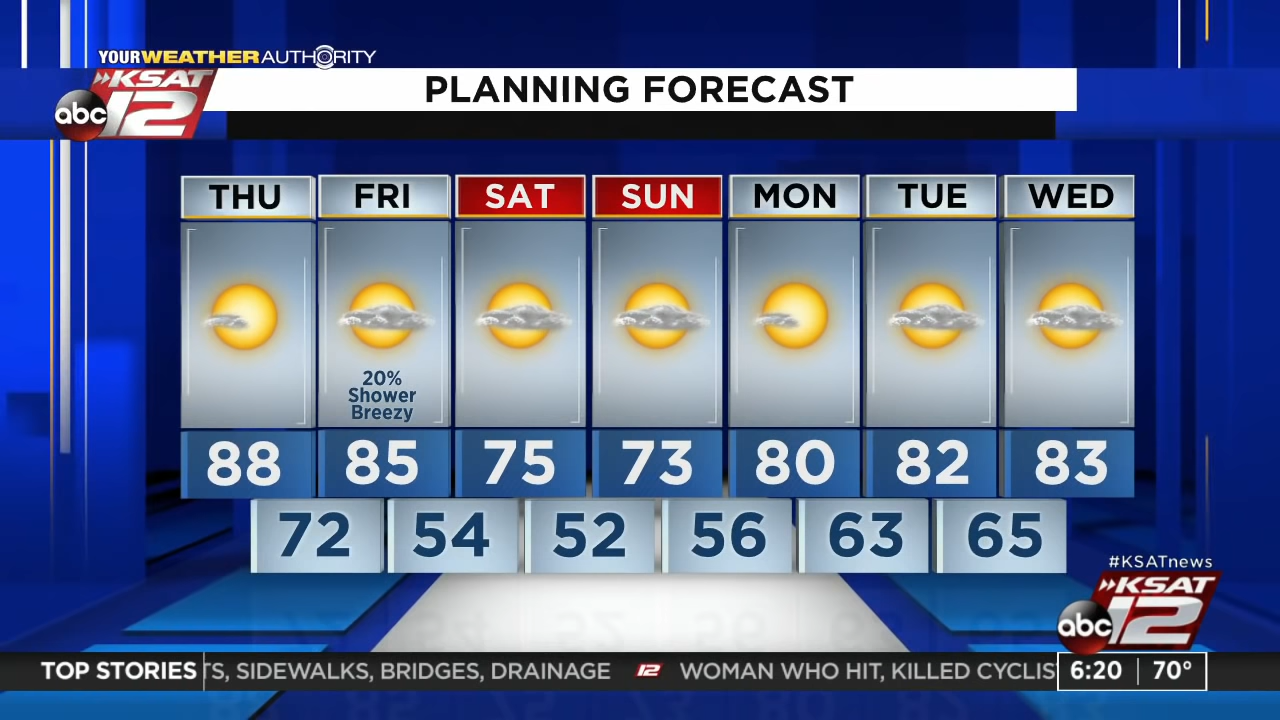 YOURWEATHERAUTHORITY
KSAT
abc 12
PLANNING FORECAST
THU FRI SAT SUN MON TUE WED
20%
Shower
Breezy
88 85 75 73 80 82 83
72 54 52 56 63 65
#KSATnews
KSAT
abc 12
TOP STORIES TS, SIDEWALKS, BRIDGES, DRAINAGE 12 WOMAN WHO HIT, KILLED CYCLIS 6:20 70°